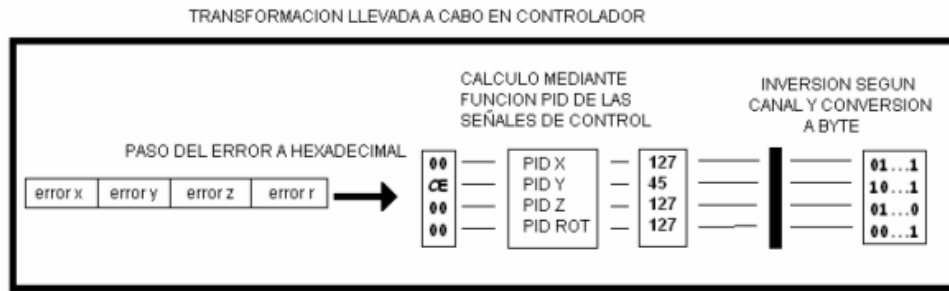 TRANSFORMACION LLEVADA A CABO EN CONTROLADOR
CALCULO MEDIANTE
FUNCION PID DE LAS
SEÑALES DE CONTROL
INVERSION SEGUN
CANAL Y CONVERSION
A BYTE
PASO DEL ERROR A HEXADECIMAL
error x error y error z error r
00 PID X 127 01...1
CE PID Y 45 10...1
00 PID Z 127 01...0
00 PID ROT 127 00...1